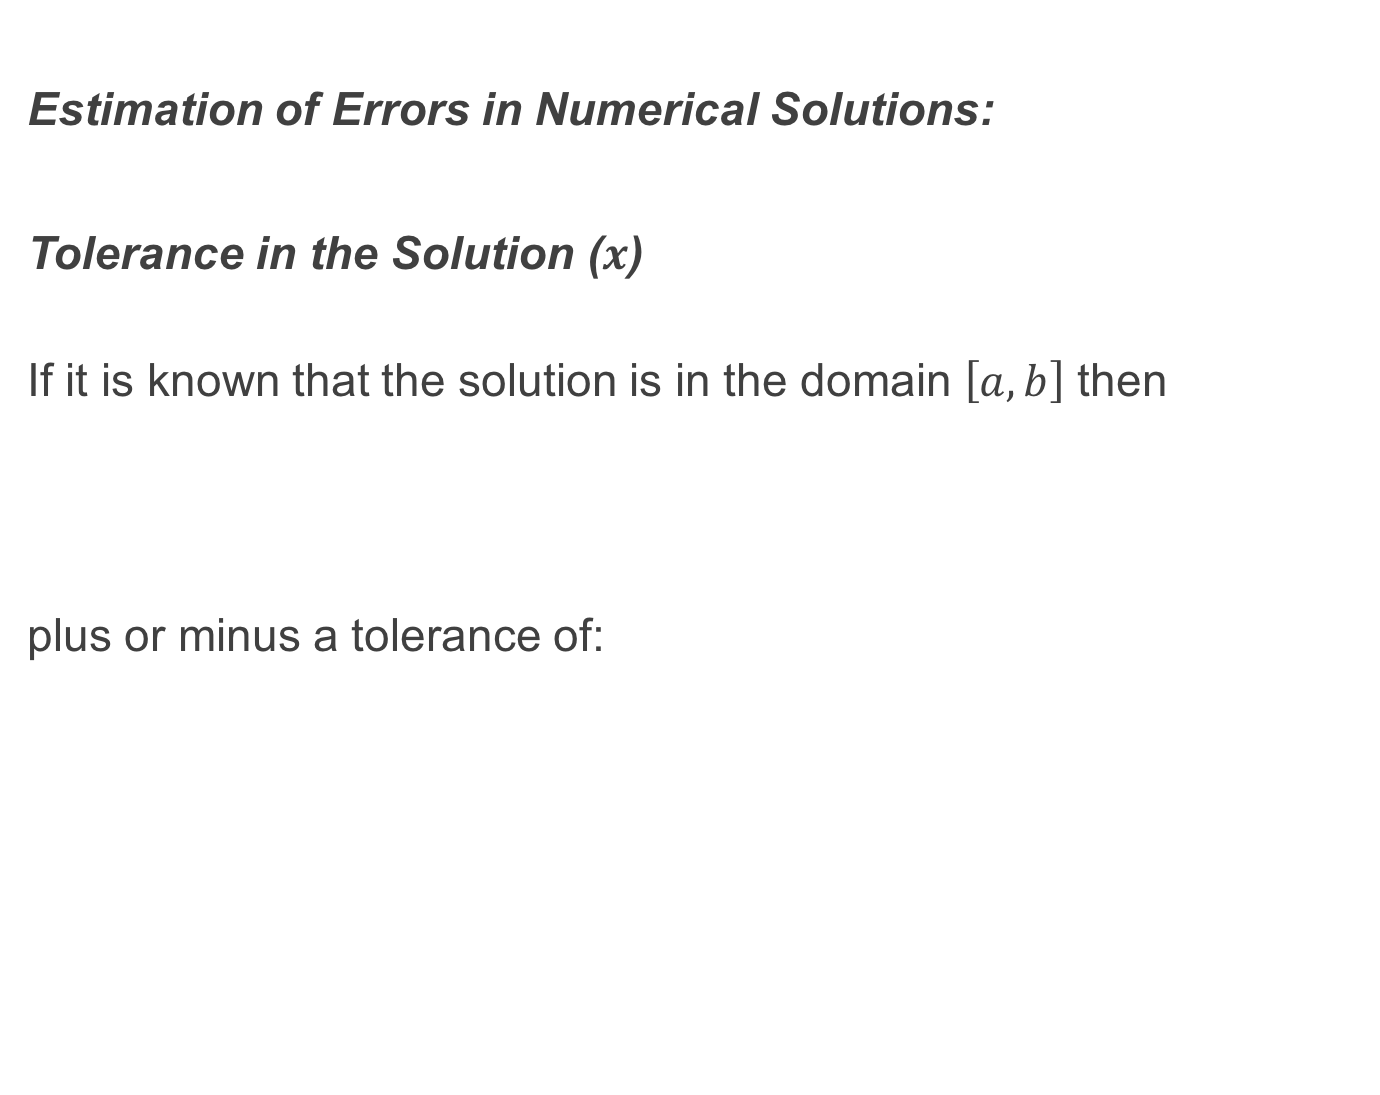 Estimation of Errors in Numerical Solutions:
Tolerance in the Solution (x)
If it is known that the solution is in the domain [a, b] then
plus or minus a tolerance of: